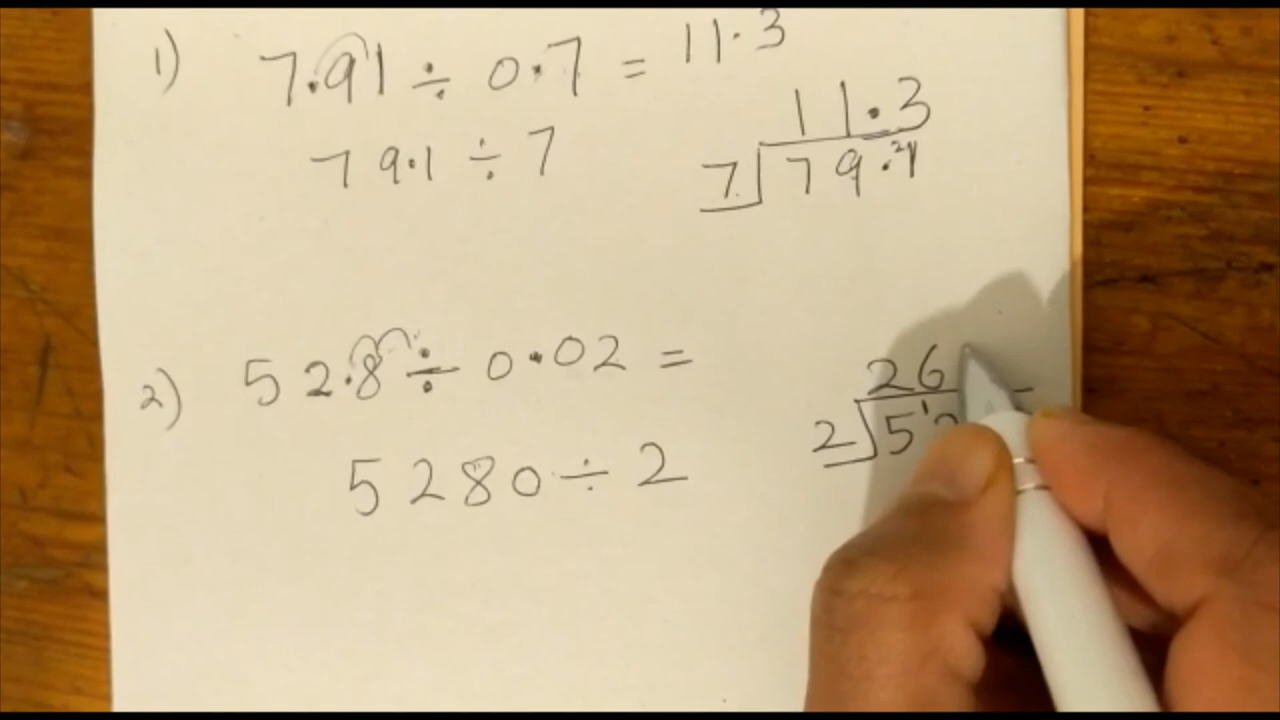 1) 7.91 ÷ 0.7 = 11.3
79.1 ÷ 7
11.3
7 79.21
2) 52.8 ÷ 0.02 =
5280 ÷ 2
26
2 51